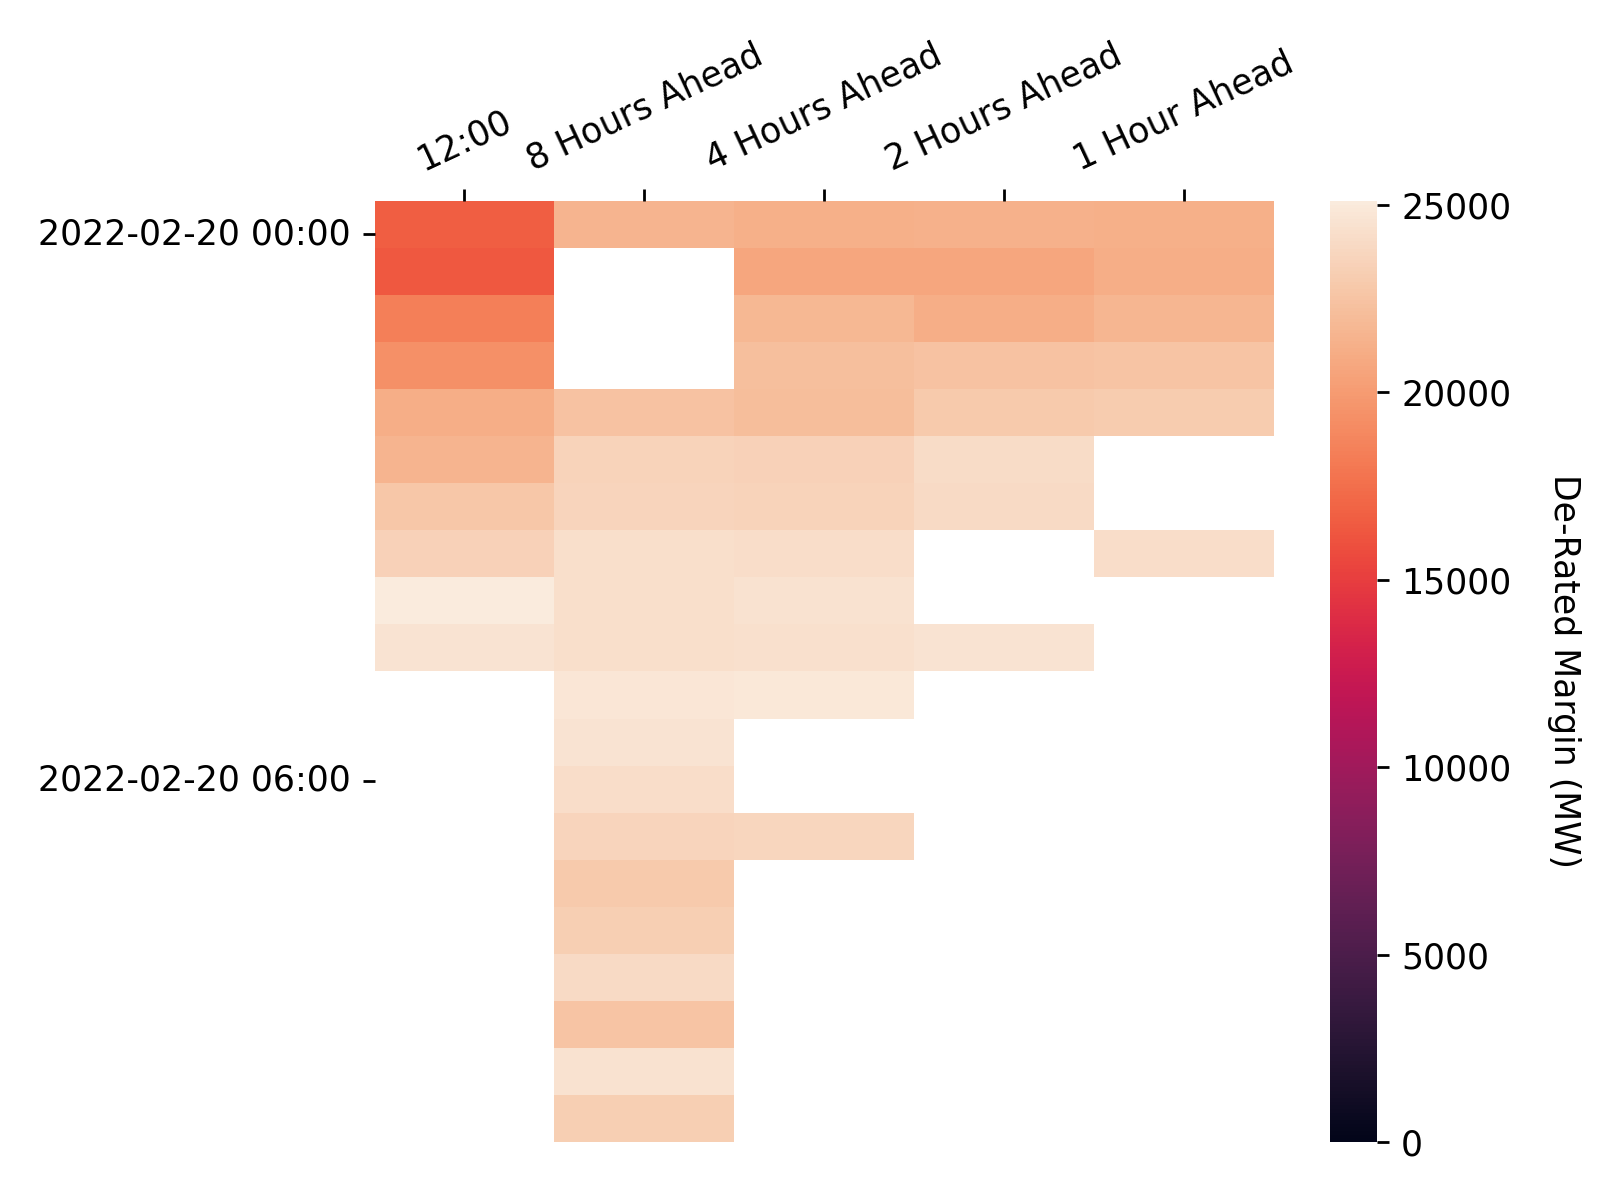 12:00
8 Hours Ahead
4 Hours Ahead
2 Hours Ahead
1 Hour Ahead
2022-02-20 00:00
2022-02-20 06:00
25000
20000
15000
10000
5000
0
De-Rated Margin (MW)